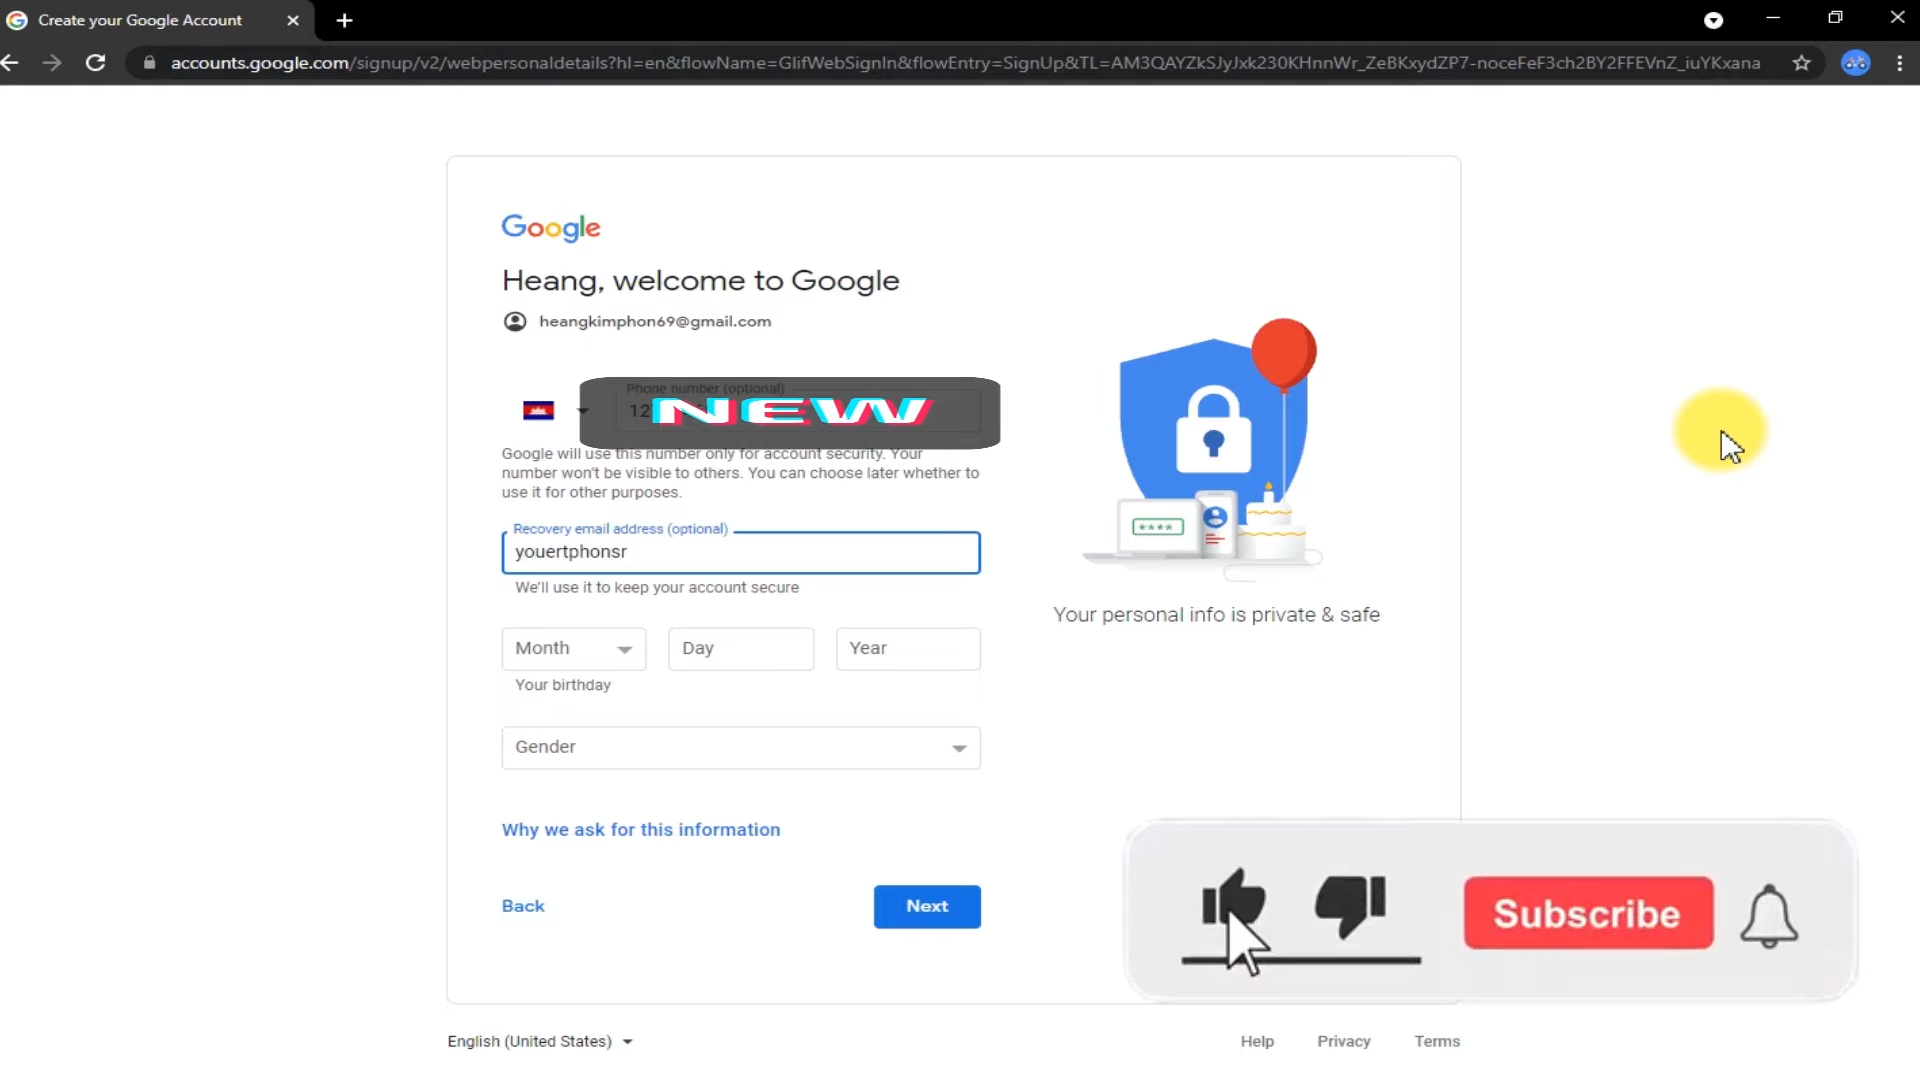 Create your Google Account
accounts.google.com/signup/v2/webpersonaldetails?hl=en&flowName=GlifWebSignIn&flowEntry=SignUp&TL=AM3QAYZkSJyJxk230KHnnWr_ZeBKxydZP7-noceFeF3ch2BY2FFEVnZ_iuYKxana
Google
Heang, welcome to Google
heangkimphon69@gmail.com
Phone number (optional)
NEW
Google will use this number only for account security. Your
number won't be visible to others. You can choose later whether to
use it for other purposes.
Recovery email address (optional)
youertphonsr
We'll use it to keep your account secure
Month
Day
Year
Your birthday
Gender
Why we ask for this information
Back
Next
****
Your personal info is private & safe
Subscribe
English (United States)
Help
Privacy
Terms